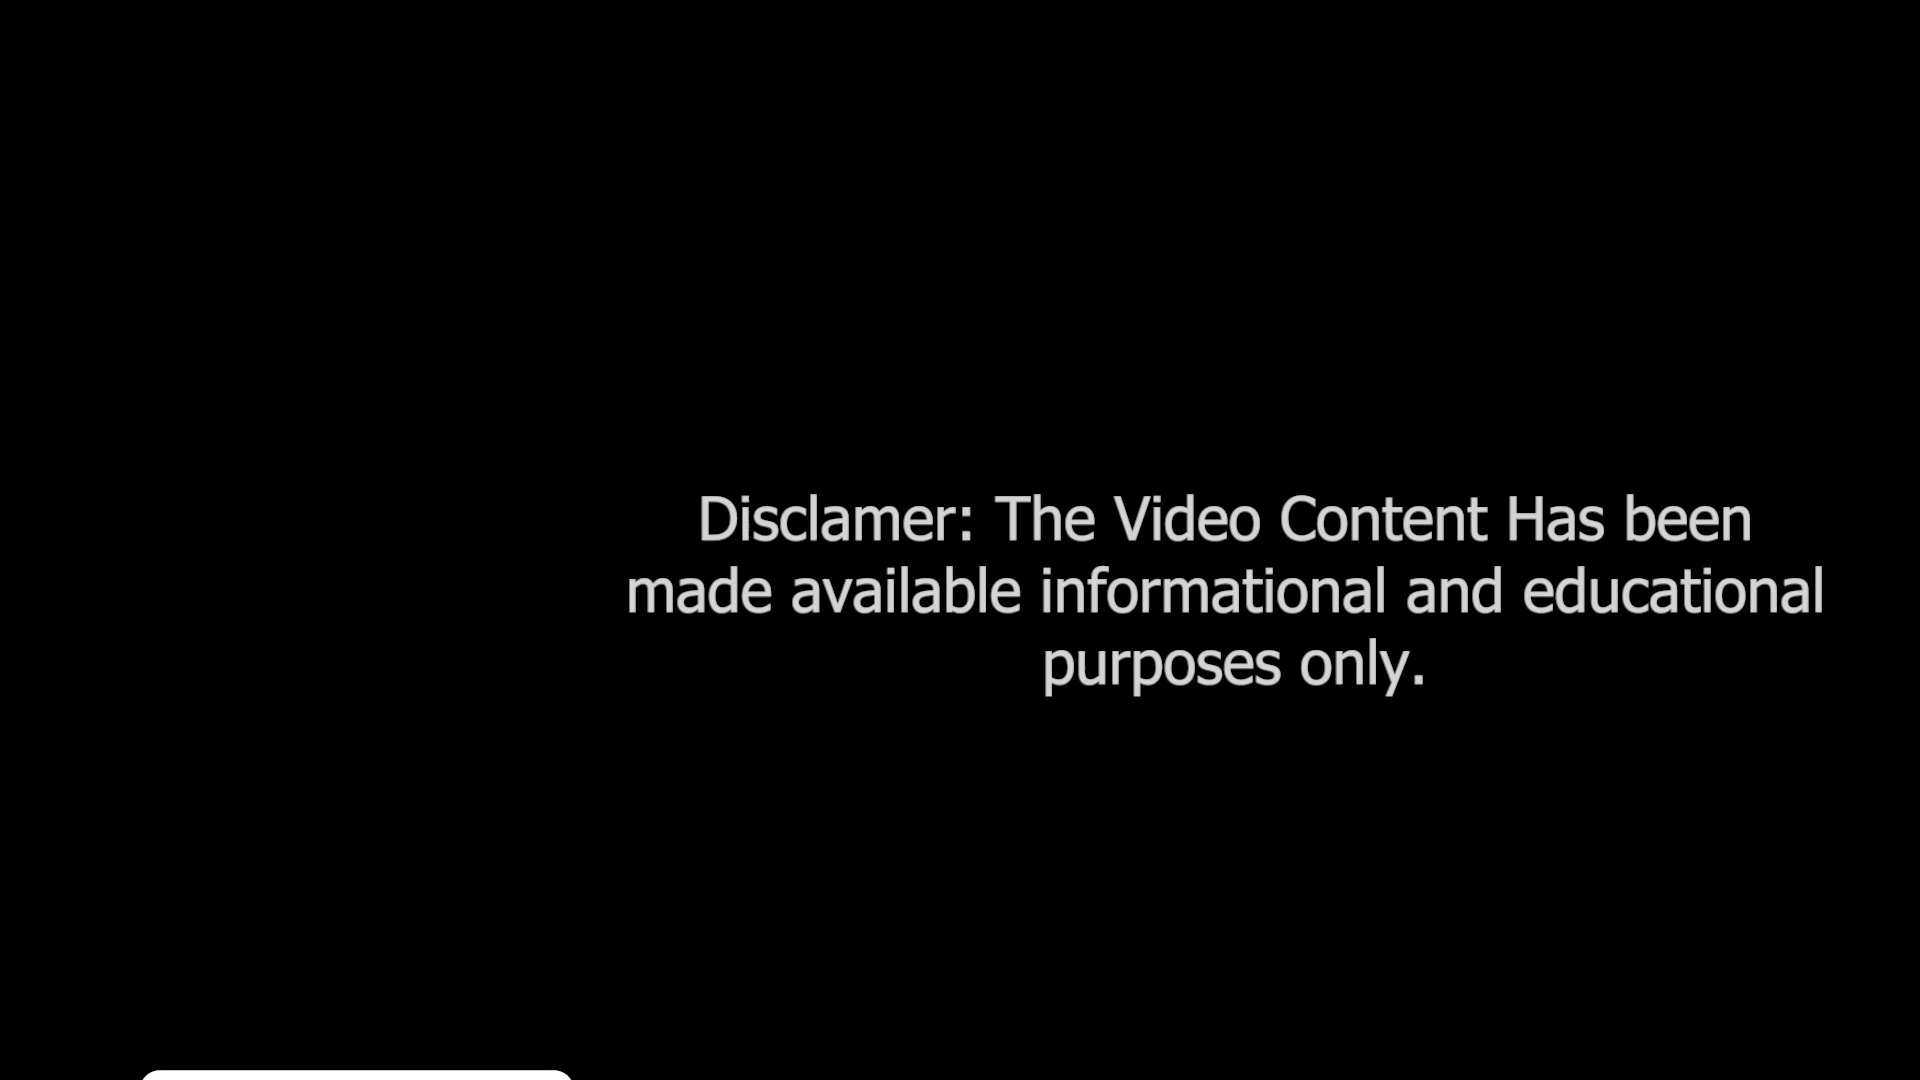 Disclamer: The Video Content Has been
made available informational and educational
purposes only.